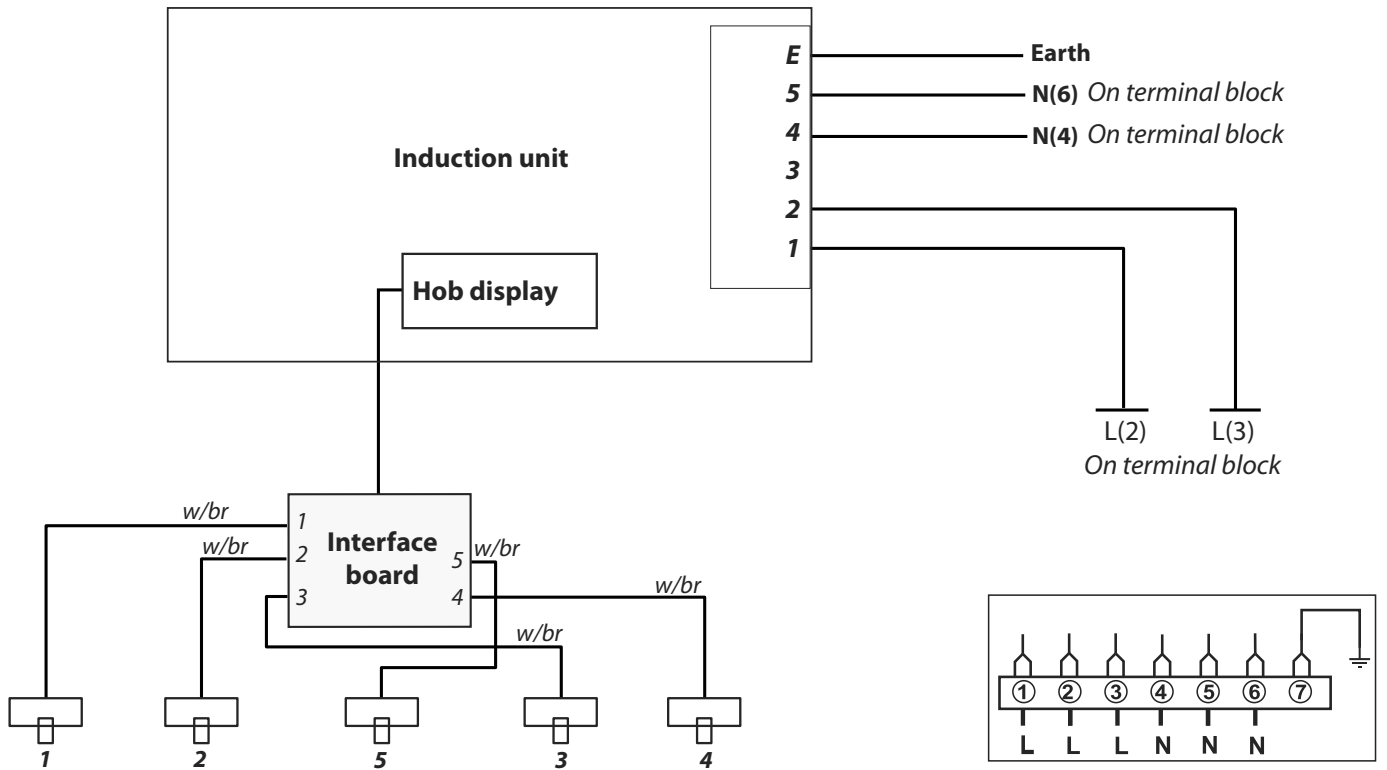 E Earth
5 N(6) On terminal block
4 N(4) On terminal block
Induction unit
3
2
1
Hob display
L(2) L(3)
On terminal block
w/br
1
w/br 2
Interface
board
5 w/br
3
4 w/br
w/br
1 2 5 3 4
1 2 3 4 5 6 7
L L L N N N